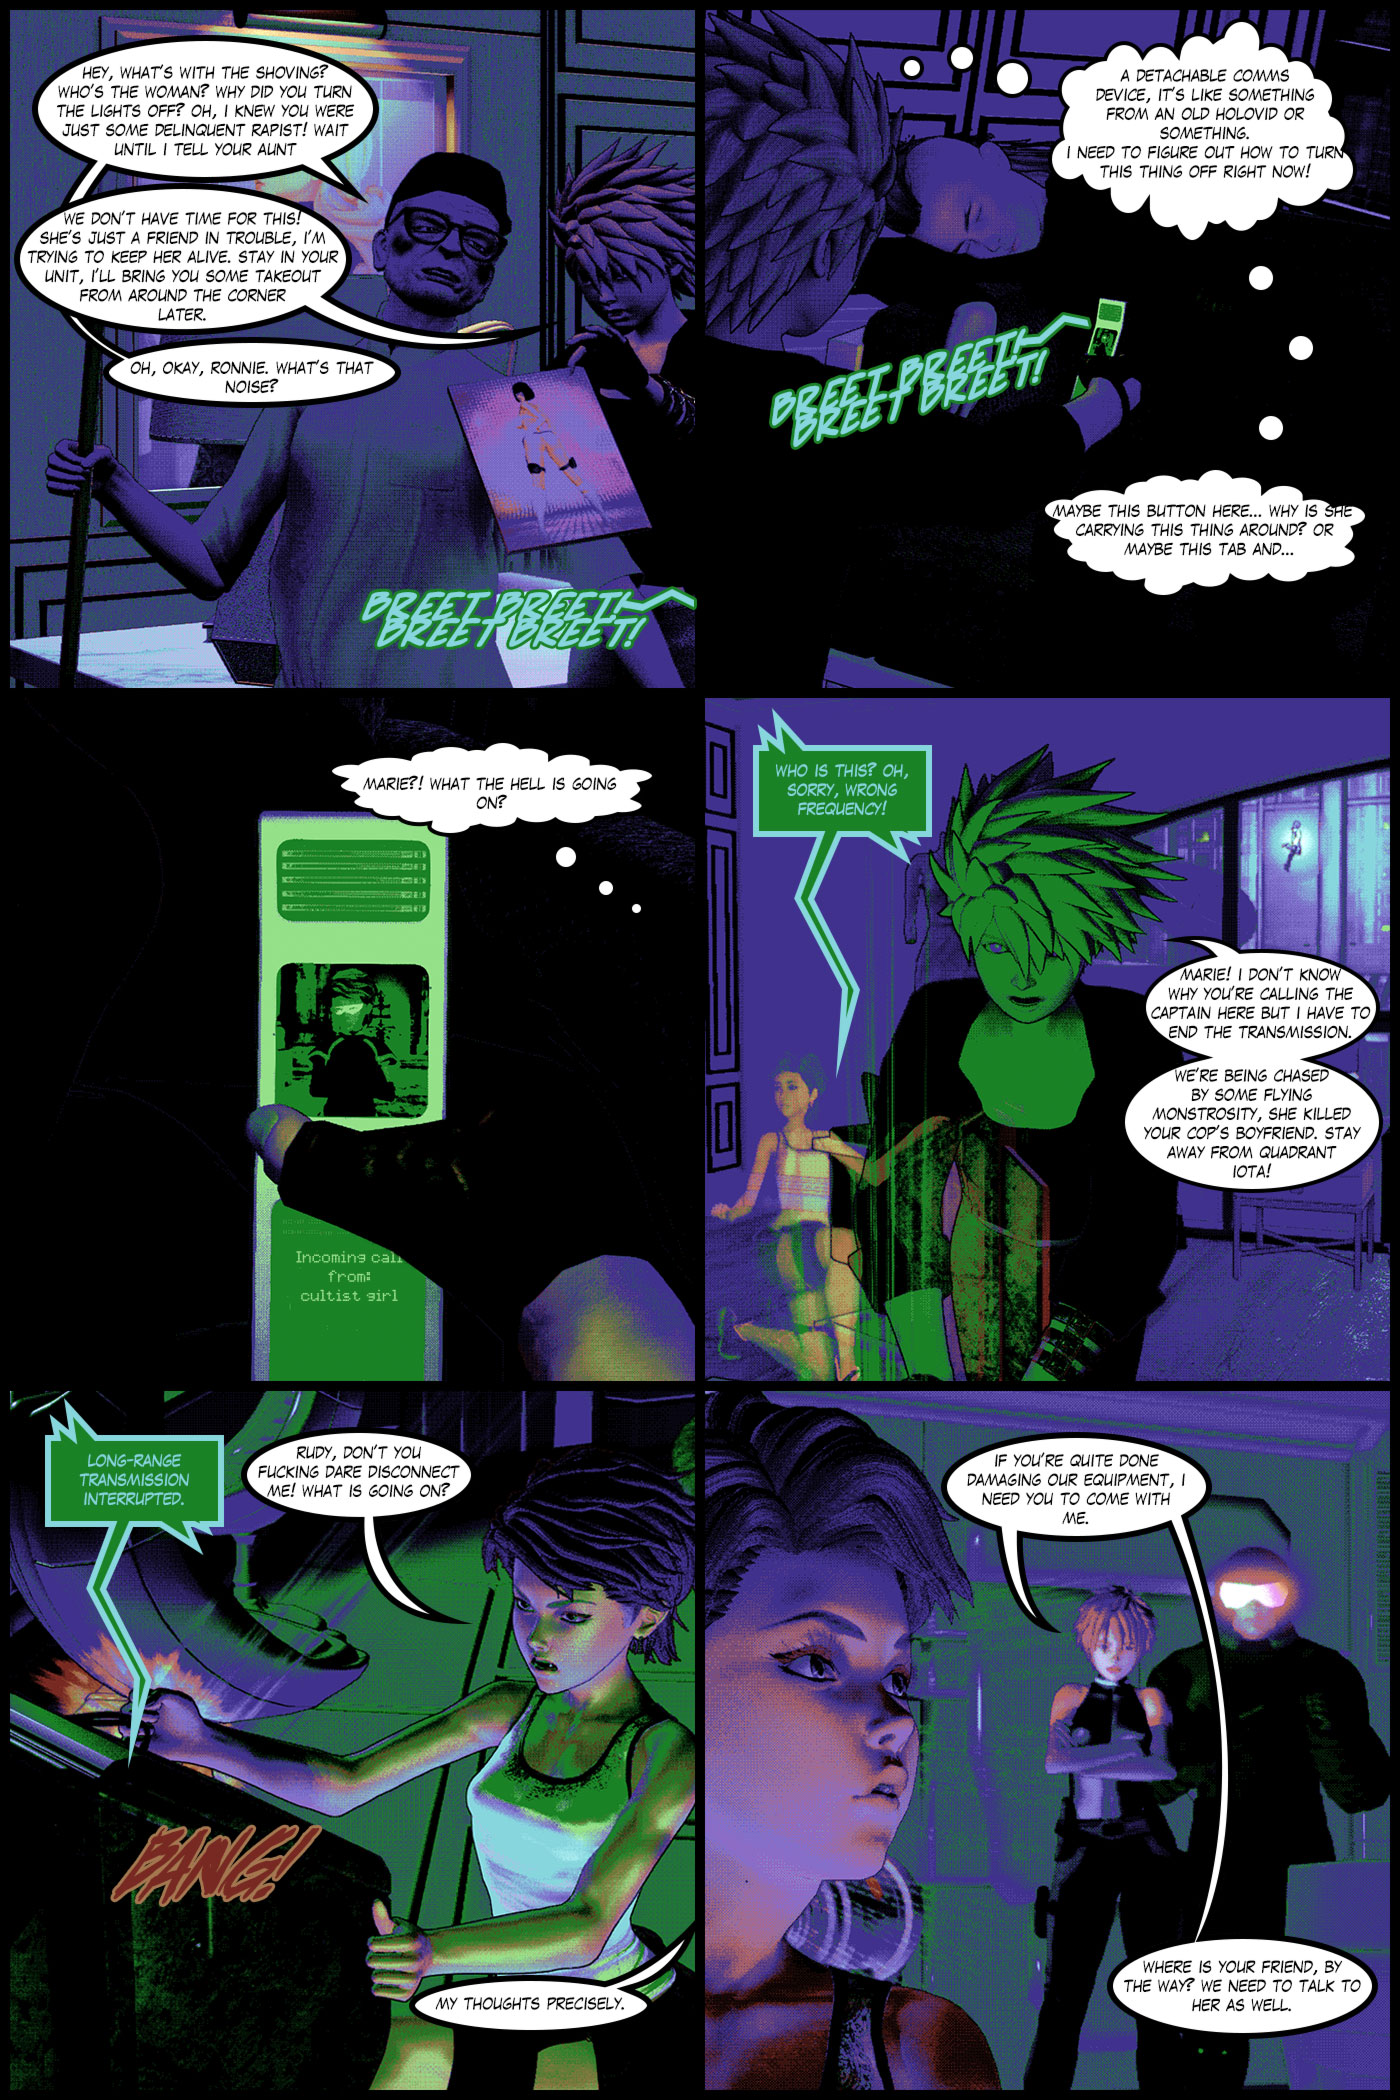 HEY, WHAT'S WITH THE SHOVING?
WHO'S THE WOMAN? WHY DID YOU TURN
THE LIGHTS OFF? OH, I KNEW YOU WERE
JUST SOME DELINQUENT RAPIST! WAIT
UNTIL I TELL YOUR AUNT
WE DON'T HAVE TIME FOR THIS!
SHE'S JUST A FRIEND IN TROUBLE, I'M
TRYING TO KEEP HER ALIVE. STAY IN YOUR
UNIT, I'LL BRING YOU SOME TAKEOUT
FROM AROUND THE CORNER
LATER.
OH, OKAY, RONNIE. WHAT'S THAT
NOISE?
BREET BREET!
BREET BREET!
A DETACHABLE COMMS
DEVICE, IT'S LIKE SOMETHING
FROM AN OLD HOLOVID OR
SOMETHING.
I NEED TO FIGURE OUT HOW TO TURN
THIS THING OFF RIGHT NOW!
BREET BREET!
BREET BREET!
MAYBE THIS BUTTON HERE... WHY IS SHE
CARRYING THIS THING AROUND? OR
MAYBE THIS TAB AND...
MARIE?! WHAT THE HELL IS GOING
ON?
Incoming call
from:
cultist girl
WHO IS THIS? OH,
SORRY, WRONG
FREQUENCY!
MARIE! I DON'T KNOW
WHY YOU'RE CALLING THE
CAPTAIN HERE BUT I HAVE TO
END THE TRANSMISSION.
WE'RE BEING CHASED
BY SOME FLYING
MONSTROSITY, SHE KILLED
YOUR COP'S BOYFRIEND. STAY
AWAY FROM QUADRANT
IOTA!
LONG-RANGE
TRANSMISSION
INTERRUPTED.
RUDY, DON'T YOU
FUCKING DARE DISCONNECT
ME! WHAT IS GOING ON?
BANG!
MY THOUGHTS PRECISELY.
IF YOU'RE QUITE DONE
DAMAGING OUR EQUIPMENT, I
NEED YOU TO COME WITH
ME.
WHERE IS YOUR FRIEND, BY
THE WAY? WE NEED TO TALK TO
HER AS WELL.